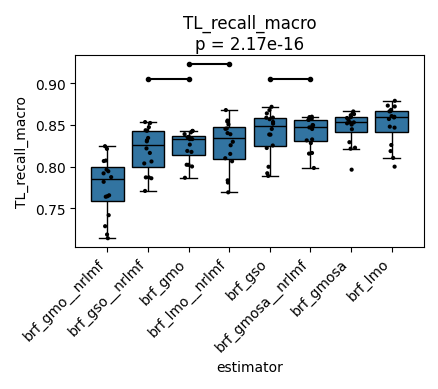 TL_recall_macro
p = 2.17e-16
TL_recall_macro
0.90
0.85
0.80
0.75
brf_gmo__nrlmf
brf_gso__nrlmf
brf_gmo
brf_lmo__nrlmf
brf_gso
brf_gmosa__nrlmf
brf_gmosa
brf_lmo
estimator